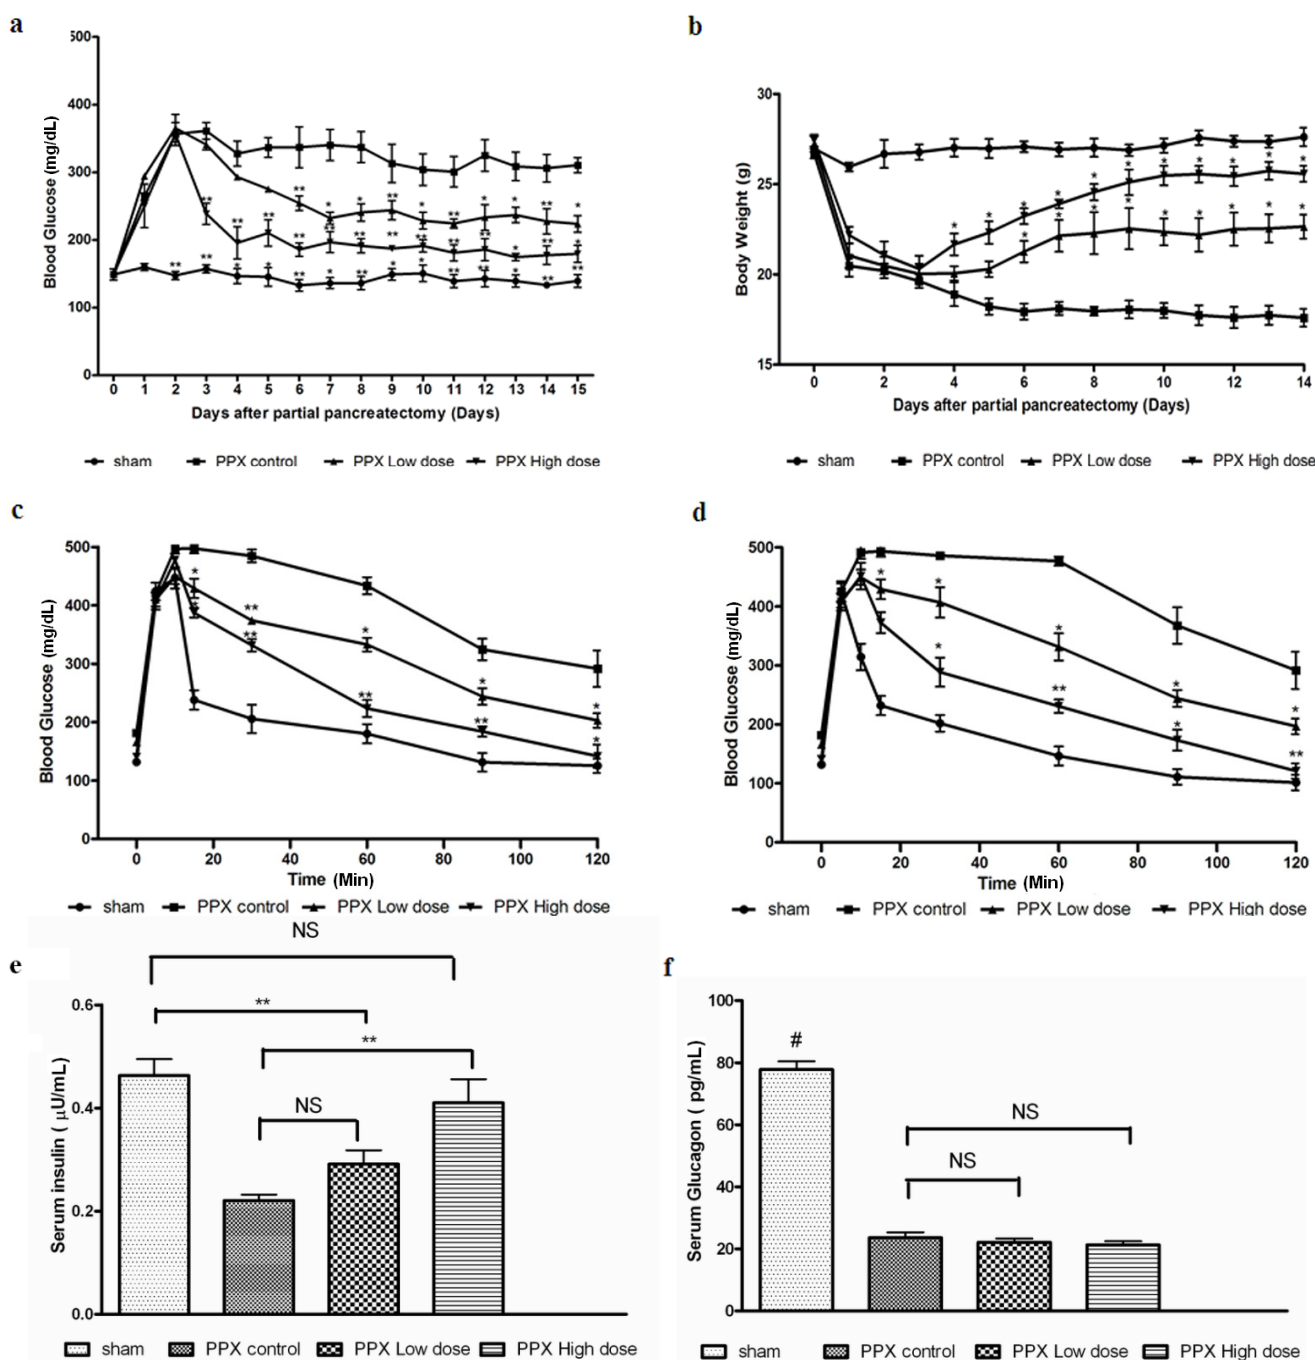 a
Blood Glucose (mg/dL)
500
400
300
200
100
0
0 1 2 3 4 5 6 7 8 9 10 11 12 13 14 15
Days after partial pancreatectomy (Days)
sham PPX control PPX Low dose PPX High dose
b
Body Weight (g)
30
25
20
15
0 2 4 6 8 10 12 14
Days after partial pancreatectomy (Days)
sham PPX control PPX Low dose PPX High dose
c
Blood Glucose (mg/dL)
500
400
300
200
100
0
0 20 40 60 80 100 120
Time (Min)
sham PPX control PPX Low dose PPX High dose
d
Blood Glucose (mg/dL)
500
400
300
200
100
0
0 20 40 60 80 100 120
Time (Min)
sham PPX control PPX Low dose PPX High dose
e
Serum insulin ( μU/mL)
0.6
0.4
0.2
0.0
NS
**
**
NS
sham PPX control PPX Low dose PPX High dose
f
Serum Glucagon ( pg/mL)
100
80
60
40
20
0
#
NS
NS
sham PPX control PPX Low dose PPX High dose